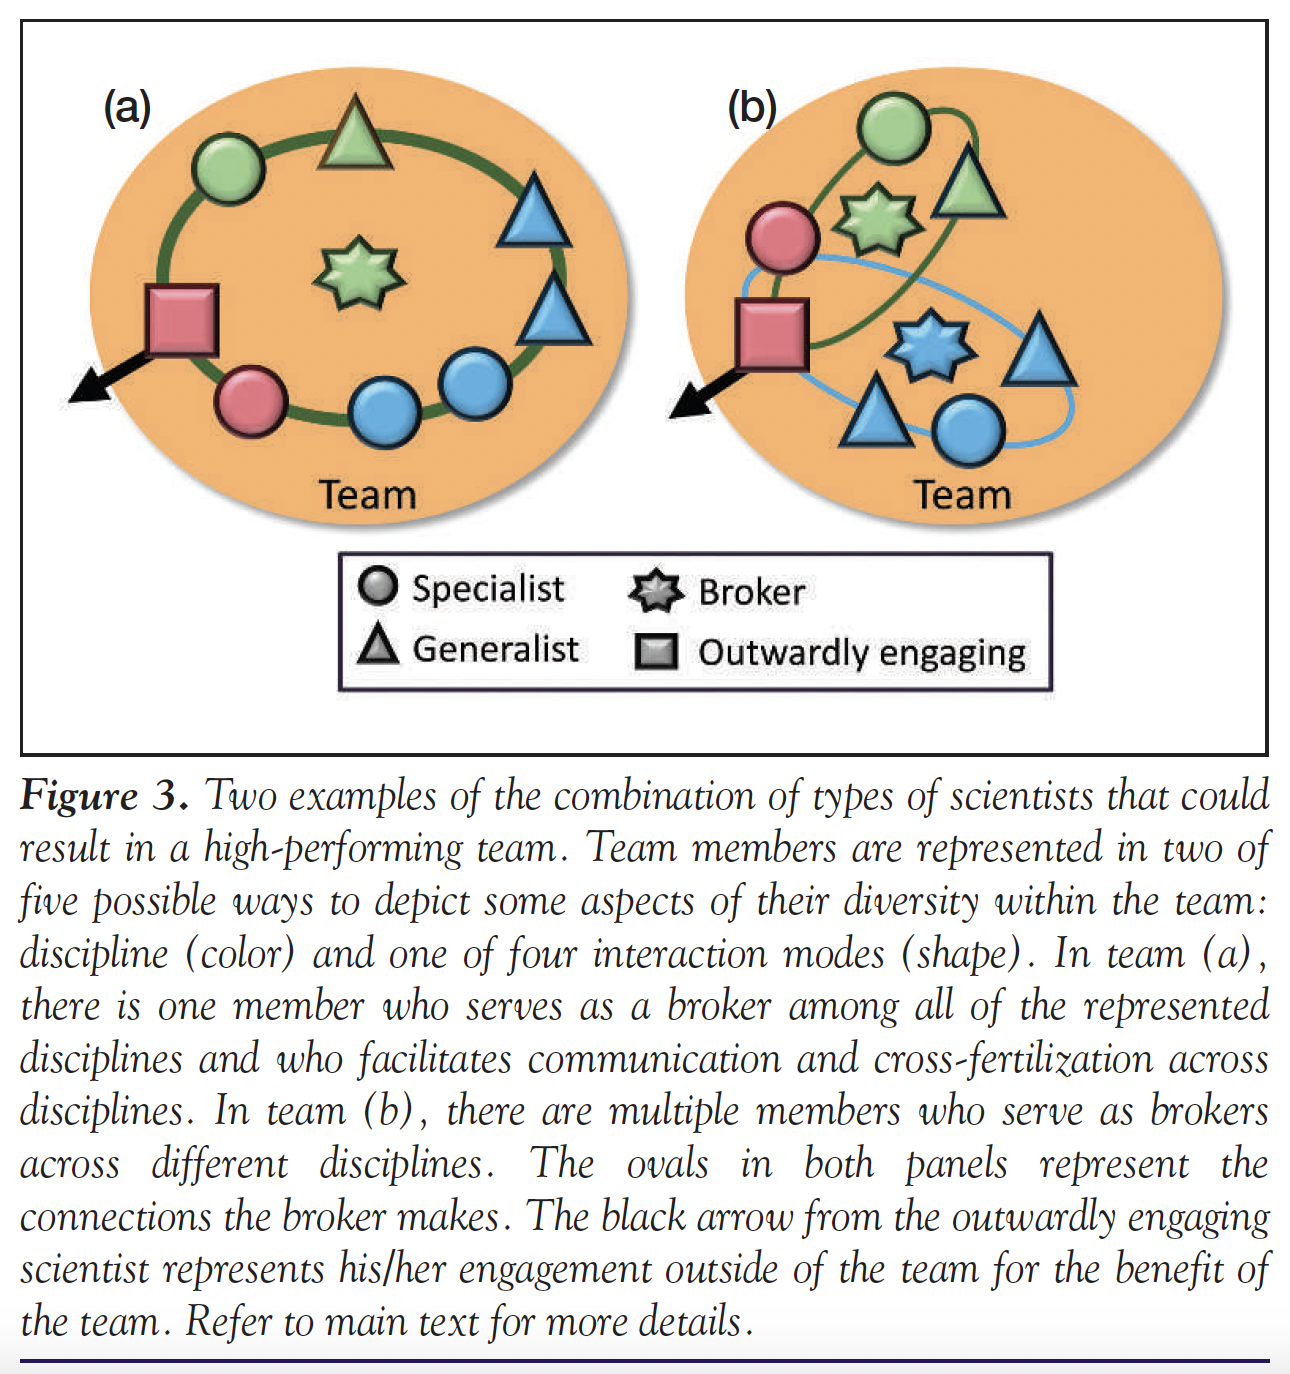 (a)
(b)
Team
Team
Specialist
Broker
Generalist
Outwardly engaging
Figure 3. Two examples of the combination of types of scientists that could
result in a high-performing team. Team members are represented in two of
five possible ways to depict some aspects of their diversity within the team:
discipline (color) and one of four interaction modes (shape). In team (a),
there is one member who serves as a broker among all of the represented
disciplines and who facilitates communication and cross-fertilization across
disciplines. In team (b), there are multiple members who serve as brokers
across different disciplines. The ovals in both panels represent the
connections the broker makes. The black arrow from the outwardly engaging
scientist represents his/her engagement outside of the team for the benefit of
the team. Refer to main text for more details.